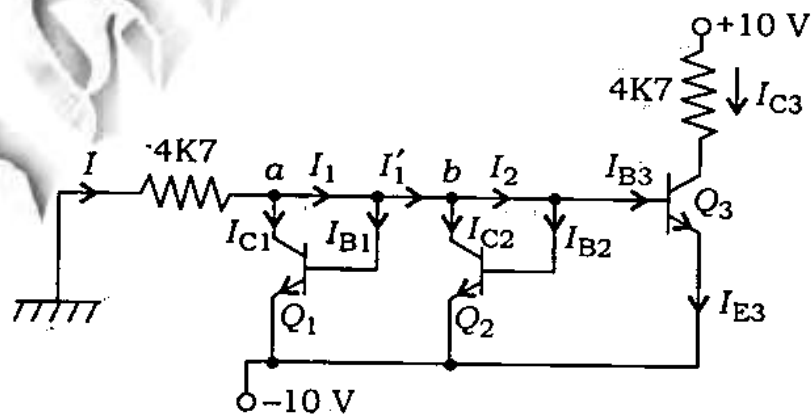 +10 V
4K7
I_C3
I
4K7
a
I_1
I'_1
b
I_2
I_B3
Q_3
I_C1
I_B1
I_C2
I_B2
Q_1
Q_2
I_E3
−10 V